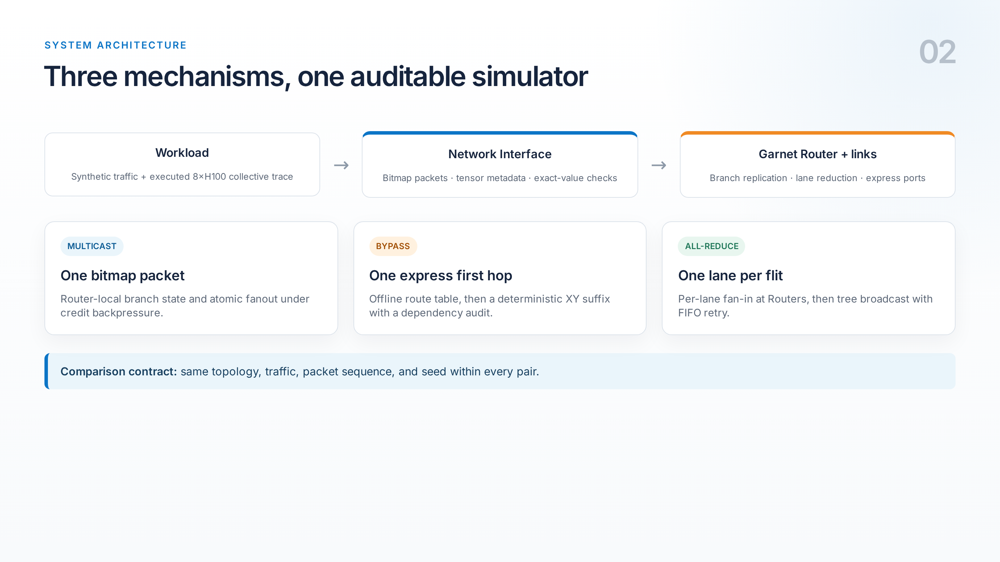 SYSTEM ARCHITECTURE
02
Three mechanisms, one auditable simulator
Workload
Synthetic traffic + executed 8×H100 collective trace
→
Network Interface
Bitmap packets · tensor metadata · exact-value checks
→
Garnet Router + links
Branch replication · lane reduction · express ports
MULTICAST
One bitmap packet
Router-local branch state and atomic fanout under
credit backpressure.
BYPASS
One express first hop
Offline route table, then a deterministic XY suffix
with a dependency audit.
ALL-REDUCE
One lane per flit
Per-lane fan-in at Routers, then tree broadcast with
FIFO retry.
Comparison contract: same topology, traffic, packet sequence, and seed within every pair.